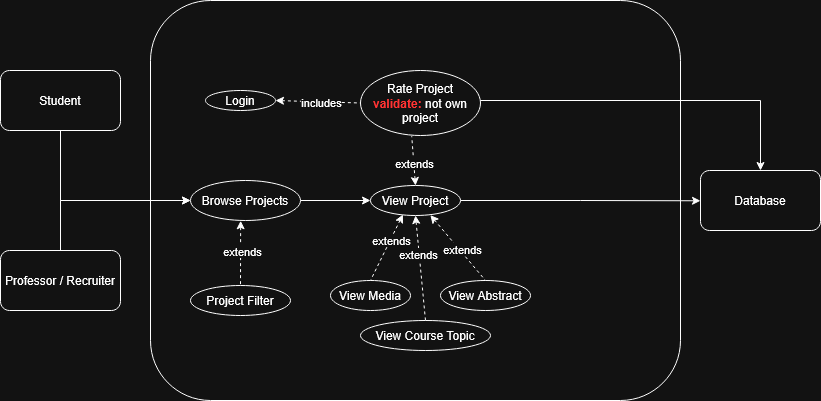 Student
Login
includes
Rate Project
validate: not own
project
extends
Browse Projects
View Project
Database
extends
extends
extends
extends
Professor / Recruiter
Project Filter
View Media
View Abstract
View Course Topic